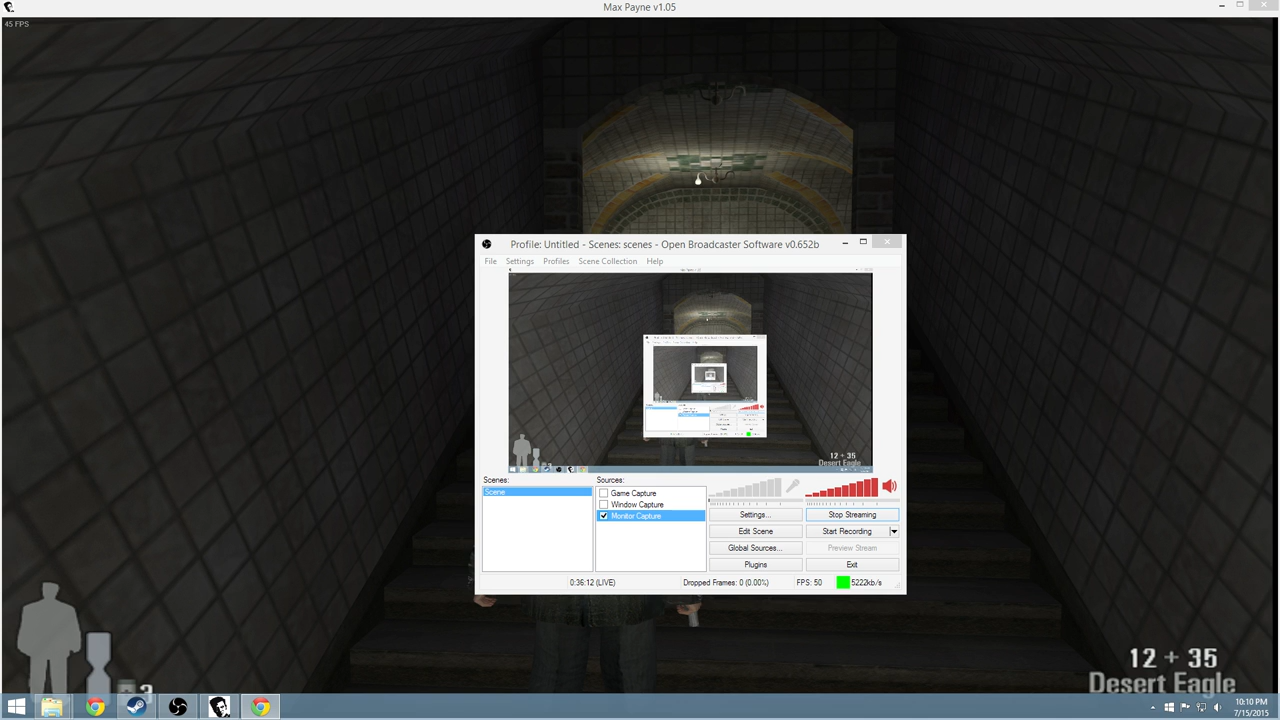 Max Payne v1.05
45 FPS
Profile: Untitled - Scenes: scenes - Open Broadcaster Software v0.652b
File Settings Profiles Scene Collection Help
12 + 35
Desert Eagle
Scenes:
Sources:
Scene
Game Capture
Window Capture
Monitor Capture
Settings...
Stop Streaming
Edit Scene
Start Recording
Global Sources...
Preview Stream
Plugins
Exit
0:36:12 (LIVE)
Dropped Frames: 0 (0.00%)
FPS: 50
5222kb/s
12 + 35
Desert Eagle
3
10:10 PM
7/15/2015